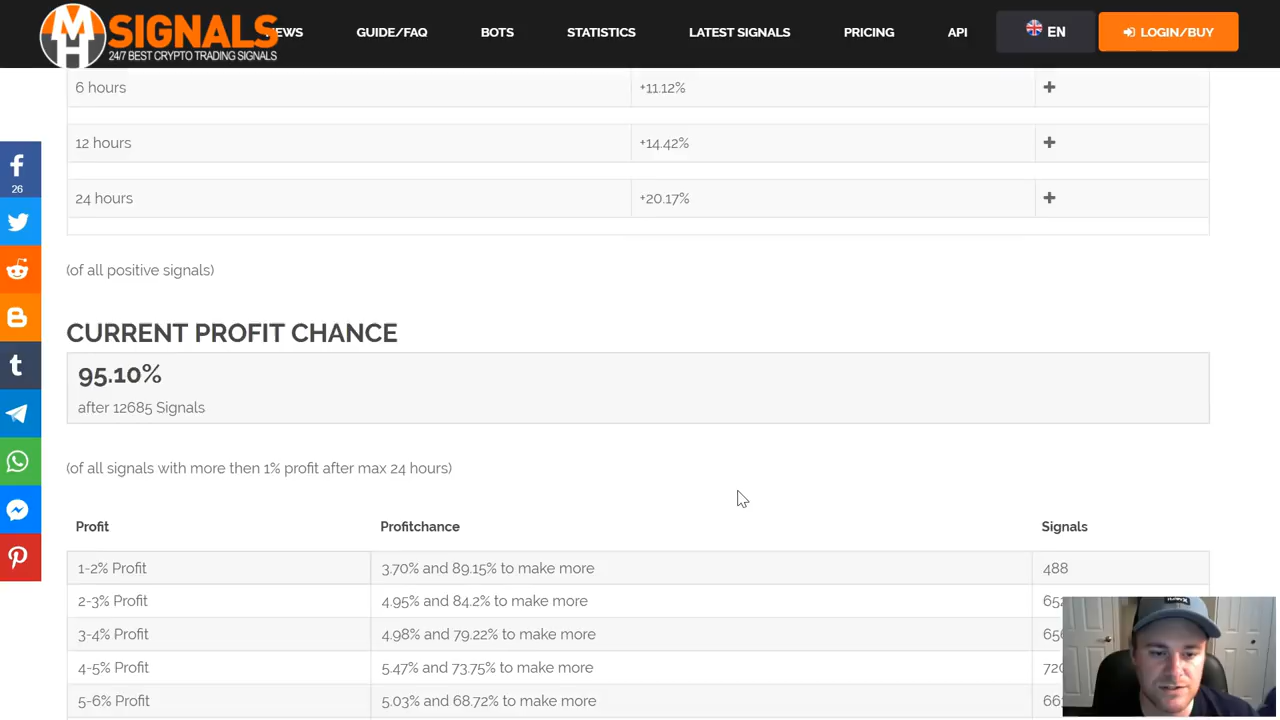 MH SIGNALS
24/7 BEST CRYPTO TRADING SIGNALS
GUIDE/FAQ
BOTS
STATISTICS
LATEST SIGNALS
PRICING
API
EN
LOGIN/BUY
6 hours +11.12% +
12 hours +14.42% +
24 hours +20.17% +
26
(of all positive signals)
CURRENT PROFIT CHANCE
95.10%
after 12685 Signals
(of all signals with more then 1% profit after max 24 hours)
Profit Profitchance Signals
1-2% Profit 3.70% and 89.15% to make more 488
2-3% Profit 4.95% and 84.2% to make more
3-4% Profit 4.98% and 79.22% to make more
4-5% Profit 5.47% and 73.75% to make more
5-6% Profit 5.03% and 68.72% to make more